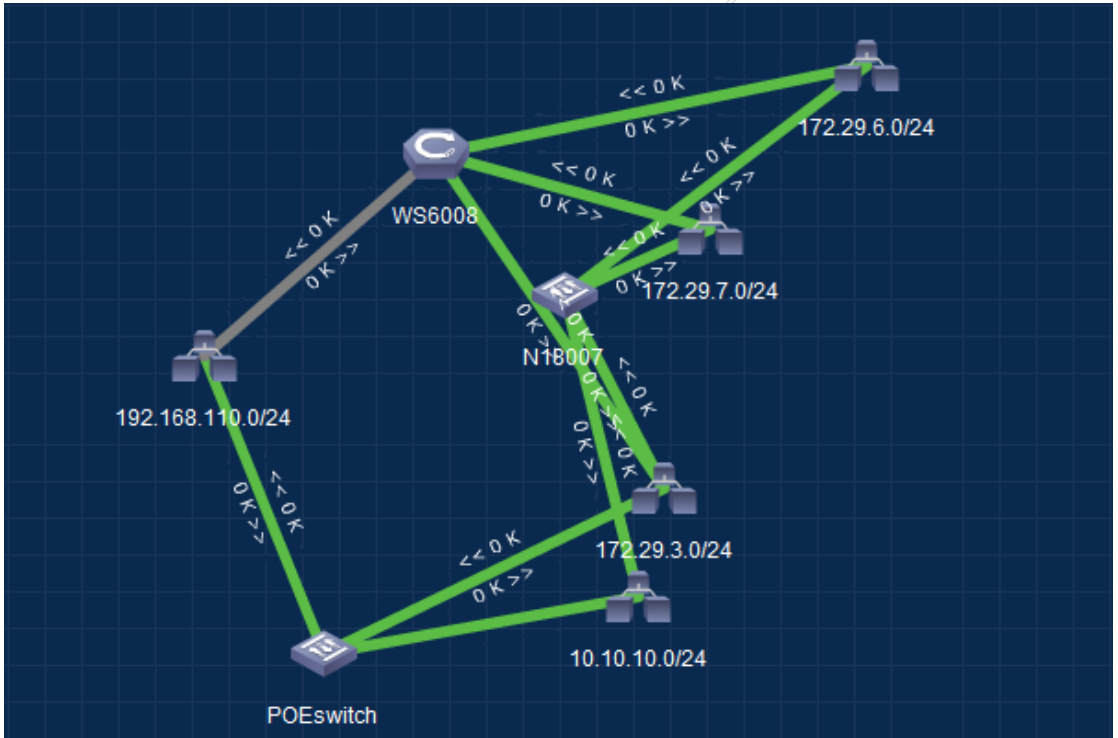 << 0 K
0 K >>
172.29.6.0/24
<< 0 K
0 K >>
WS6008
<< 0 K
0 K >>
<< 0 K
0 K >>
<< 0 K
0 K >>
172.29.7.0/24
N18007
0 K >>
<< 0 K
<< 0 K
0 K >>
192.168.110.0/24
<< 0 K
0 K >>
<< 0 K
0 K >>
172.29.3.0/24
<< 0 K
0 K >>
10.10.10.0/24
POEswitch